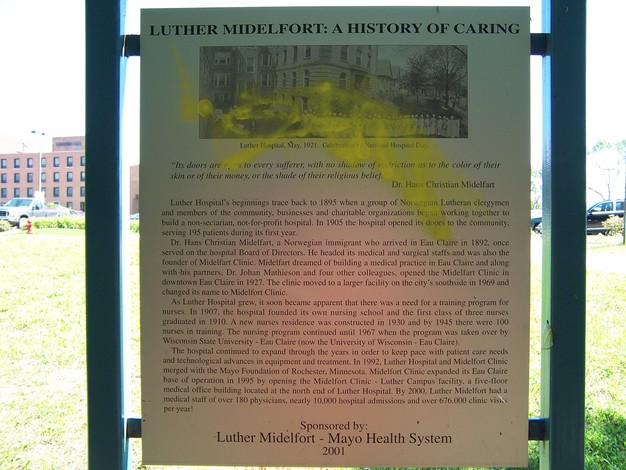 LUTHER MIDELFORT: A HISTORY OF CARING
Luther Hospital, May, 1921. Celebration of National Hospital Day.
"Its doors are open to every sufferer, with no shadow of restriction as to the color of their
skin or of their money, or the shade of their religious belief."
Dr. Hans Christian Midelfart
Luther Hospital's beginnings trace back to 1895 when a group of Norwegian Lutheran clergymen
and members of the community, businesses and charitable organizations began working together to
build a non-sectarian, not-for-profit hospital. In 1905 the hospital opened its doors to the community,
serving 195 patients during its first year.
Dr. Hans Christian Midelfart, a Norwegian immigrant who arrived in Eau Claire in 1892, once
served on the hospital Board of Directors. He headed its medical and surgical staffs and was also the
founder of Midelfart Clinic. Midelfart dreamed of building a medical practice in Eau Claire and along
with his partners, Dr. Johan Mathieson and four other colleagues, opened the Midelfart Clinic in
downtown Eau Claire in 1927. The clinic moved to a larger facility on the city's southside in 1969 and
changed its name to Midelfort Clinic.
As Luther Hospital grew, it soon became apparent that there was a need for a training program for
nurses. In 1907, the hospital founded its own nursing school and the first class of three nurses
graduated in 1910. A new nurses residence was constructed in 1930 and by 1945 there were 100
nurses in training. The nursing program continued until 1967 when the program was taken over by
Wisconsin State University - Eau Claire (now the University of Wisconsin - Eau Claire).
The hospital continued to expand through the years in order to keep pace with patient care needs
and technological advances in equipment and treatment. In 1992, Luther Hospital and Midelfort Clinic
merged with the Mayo Foundation of Rochester, Minnesota. Midelfort Clinic expanded its Eau Claire
base of operation in 1995 by opening the Midelfort Clinic - Luther Campus facility, a five-floor
medical office building located at the north end of Luther Hospital. By 2000, Luther Midelfort had a
medical staff of over 180 physicians, nearly 10,000 hospital admissions and over 676,000 clinic visits
per year!
Sponsored by:
Luther Midelfort - Mayo Health System
2001